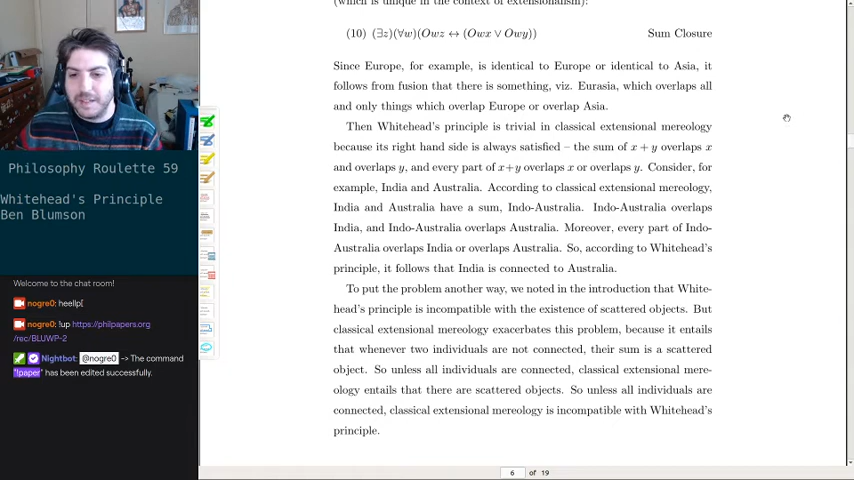 (which is unique in the context of extensionalism):
(10) (∃z)(∀w)(Owz ↔ (Owx ∨ Owy)) Sum Closure
Since Europe, for example, is identical to Europe or identical to Asia, it
follows from fusion that there is something, viz. Eurasia, which overlaps all
and only things which overlap Europe or overlap Asia.
Then Whitehead's principle is trivial in classical extensional mereology
because its right hand side is always satisfied – the sum of x + y overlaps x
and overlaps y, and every part of x+y overlaps x or overlaps y. Consider, for
example, India and Australia. According to classical extensional mereology,
India and Australia have a sum, Indo-Australia. Indo-Australia overlaps
India, and Indo-Australia overlaps Australia. Moreover, every part of Indo-
Australia overlaps India or overlaps Australia. So, according to Whitehead's
principle, it follows that India is connected to Australia.
To put the problem another way, we noted in the introduction that White-
head's principle is incompatible with the existence of scattered objects. But
classical extensional mereology exacerbates this problem, because it entails
that whenever two individuals are not connected, their sum is a scattered
object. So unless all individuals are connected, classical extensional mere-
ology entails that there are scattered objects. So unless all individuals are
connected, classical extensional mereology is incompatible with Whitehead's
principle.
6 of 19
Philosophy Roulette 59
Whitehead's Principle
Ben Blumson
Welcome to the chat room!
nogre0: heellp[
nogre0: !up https://philpapers.org
/rec/BLUWP-2
Nightbot: @nogre0 -> The command
"!paper" has been edited successfully.